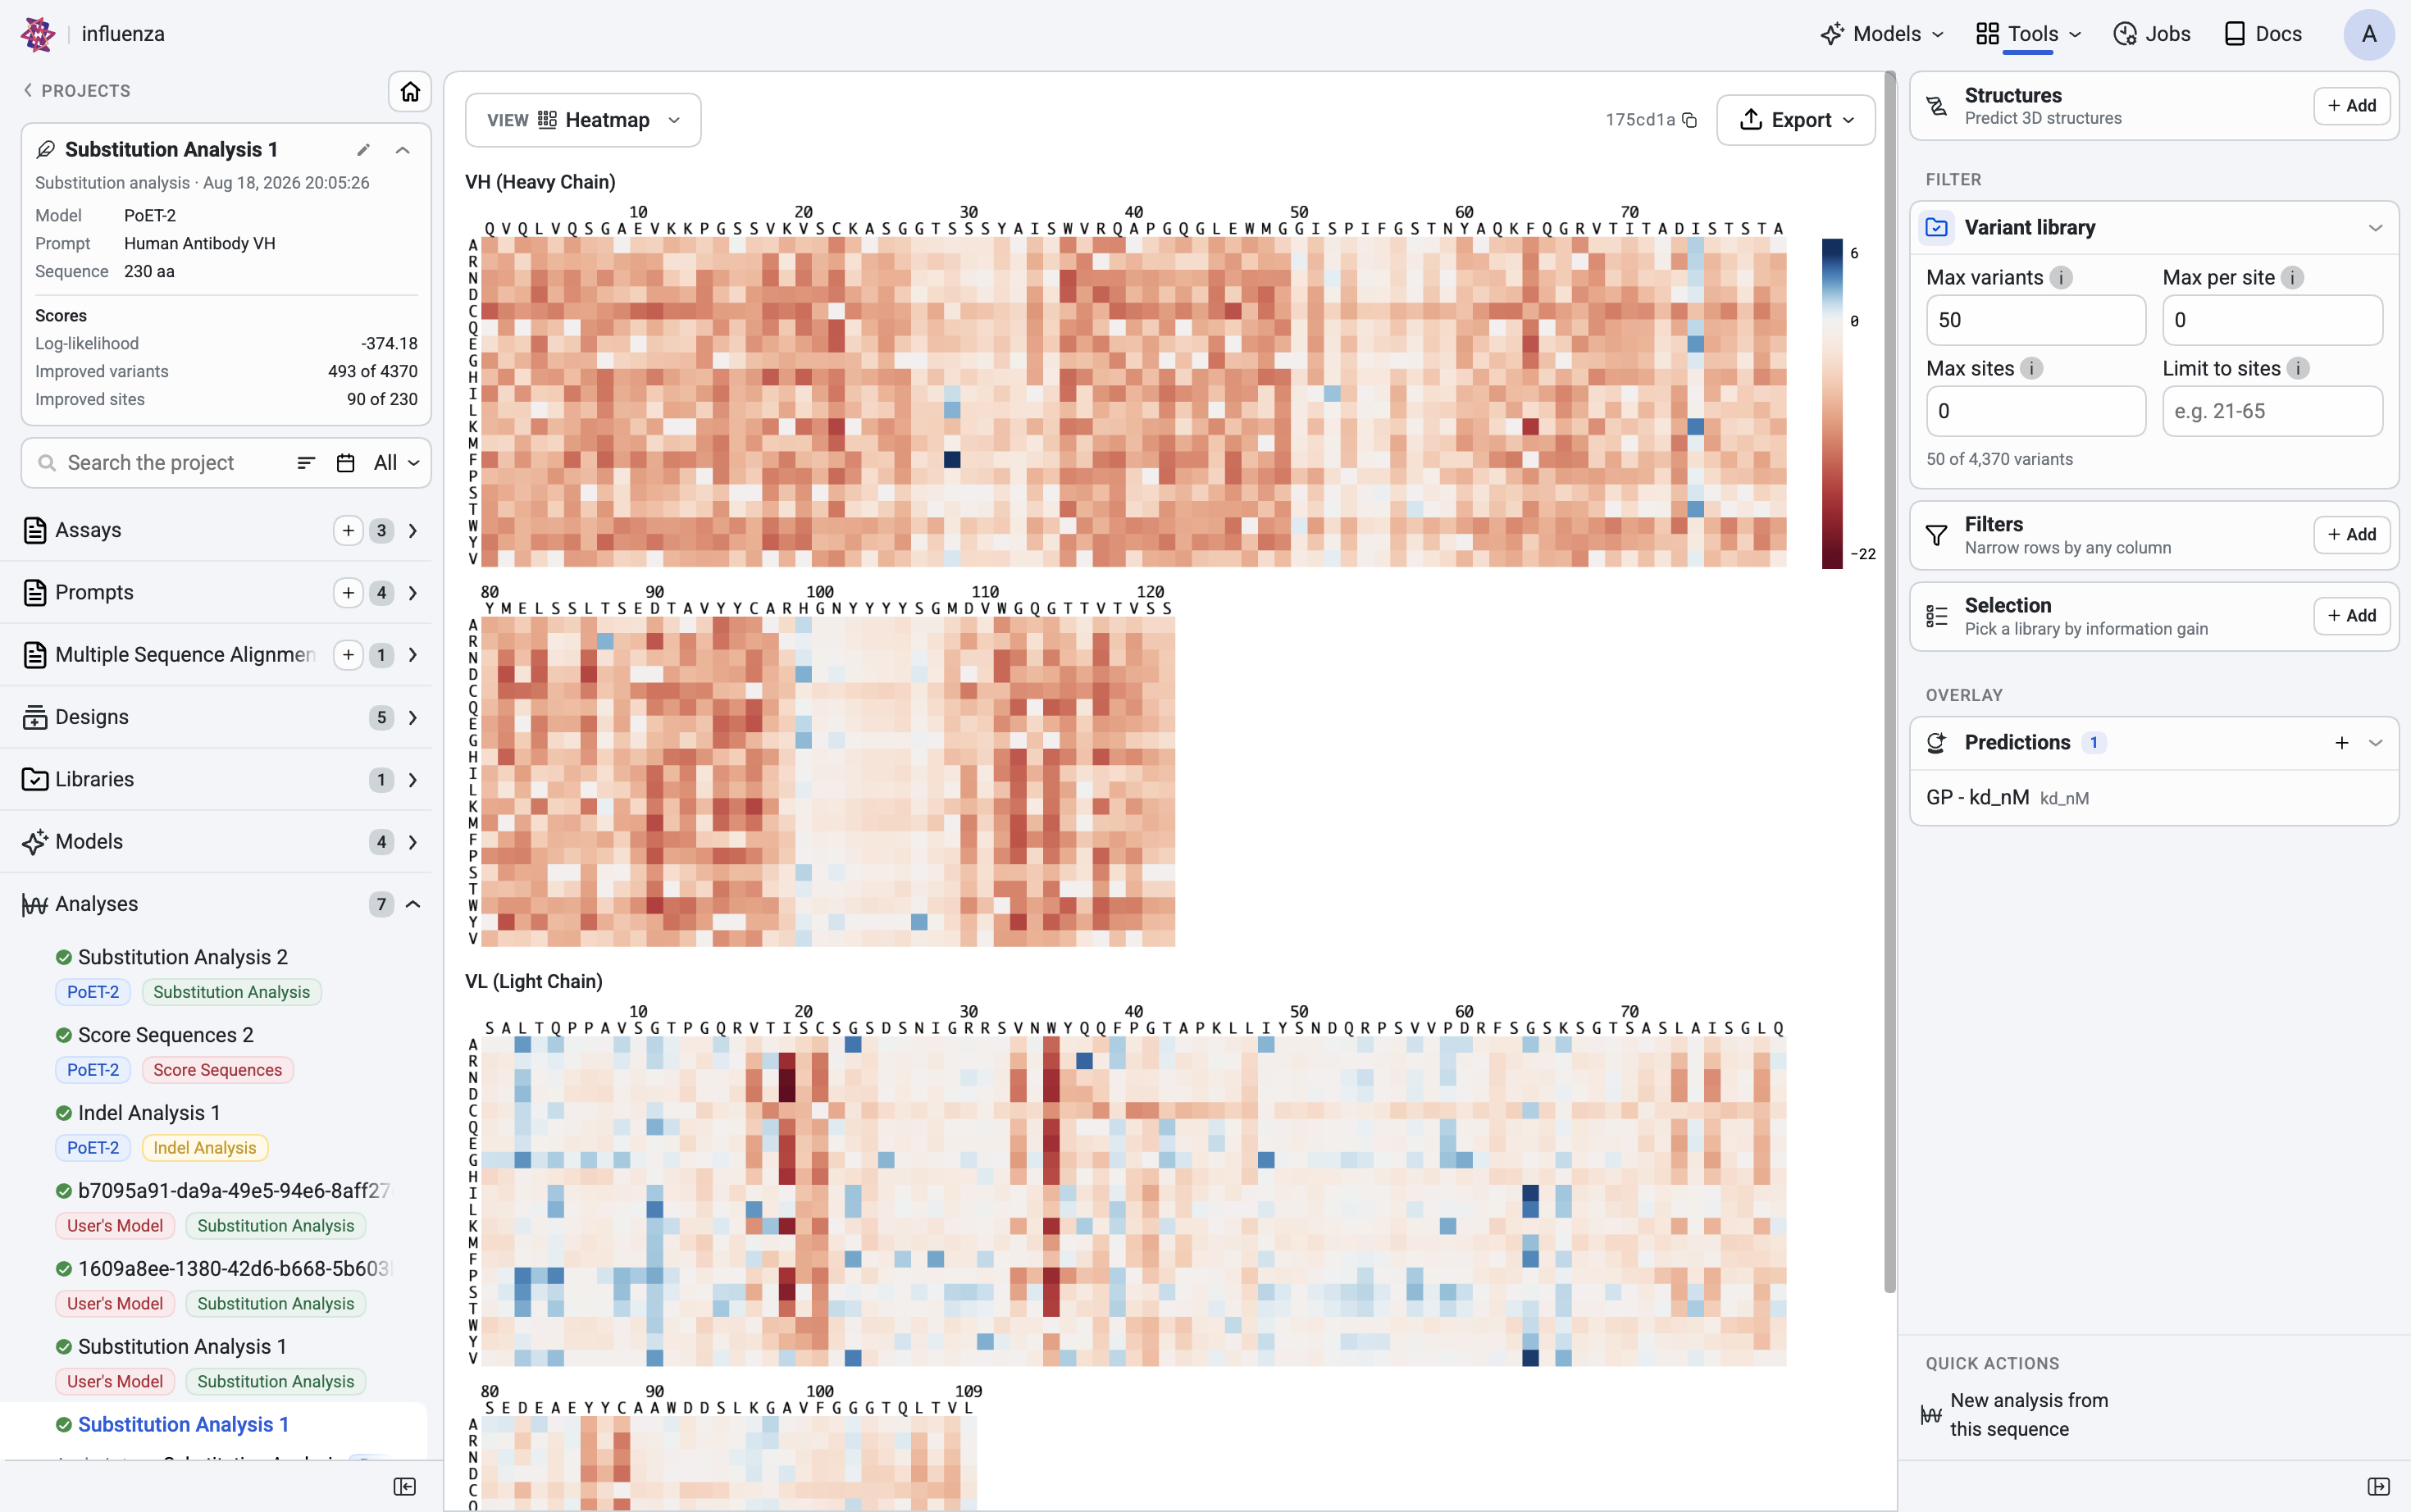 influenza
Models
Tools
Jobs
Docs
A
PROJECTS
Substitution Analysis 1
Substitution analysis · Aug 18, 2026 20:05:26
Model PoET-2
Prompt Human Antibody VH
Sequence 230 aa
Scores
Log-likelihood -374.18
Improved variants 493 of 4370
Improved sites 90 of 230
Search the project All
Assays + 3
Prompts + 4
Multiple Sequence Alignmen + 1
Designs 5
Libraries 1
Models 4
Analyses 7
Substitution Analysis 2
PoET-2 Substitution Analysis
Score Sequences 2
PoET-2 Score Sequences
Indel Analysis 1
PoET-2 Indel Analysis
b7095a91-da9a-49e5-94e6-8aff27
User's Model Substitution Analysis
1609a8ee-1380-42d6-b668-5b603
User's Model Substitution Analysis
Substitution Analysis 1
User's Model Substitution Analysis
Substitution Analysis 1
VIEW Heatmap
175cd1a
Export
VH (Heavy Chain)
10 20 30 40 50 60 70
Q V Q L V Q S G A E V K K P G S S V K V S C K A S G G T S S S Y A I S W V R Q A P G Q G L E W M G G I S P I F G S T N Y A Q K F Q G R V T I T A D I S T S T A
A
R
N
D
C
Q
E
G
H
I
L
K
M
F
P
S
T
W
Y
V
6
0
-22
80 90 100 110 120
Y M E L S S L T S E D T A V Y Y C A R H G N Y Y Y Y S G M D V W G Q G T T V T V S S
A
R
N
D
C
Q
E
G
H
I
L
K
M
F
P
S
T
W
Y
V
VL (Light Chain)
10 20 30 40 50 60 70
S A L T Q P P A V S G T P G Q R V T I S C S G S D S N I G R R S V N W Y Q Q F P G T A P K L L I Y S N D Q R P S V V P D R F S G S K S G T S A S L A I S G L Q
A
R
N
D
C
Q
E
G
H
I
L
K
M
F
P
S
T
W
Y
V
80 90 100 109
S E D E A E Y Y C A A W D D S L K G A V F G G G T Q L T V L
A
R
N
D
C
Structures
Predict 3D structures
+ Add
FILTER
Variant library
Max variants i Max per site i
50 0
Max sites i Limit to sites i
0 e.g. 21-65
50 of 4,370 variants
Filters
Narrow rows by any column
+ Add
Selection
Pick a library by information gain
+ Add
OVERLAY
Predictions 1 +
GP - kd_nM kd_nM
QUICK ACTIONS
New analysis from
this sequence